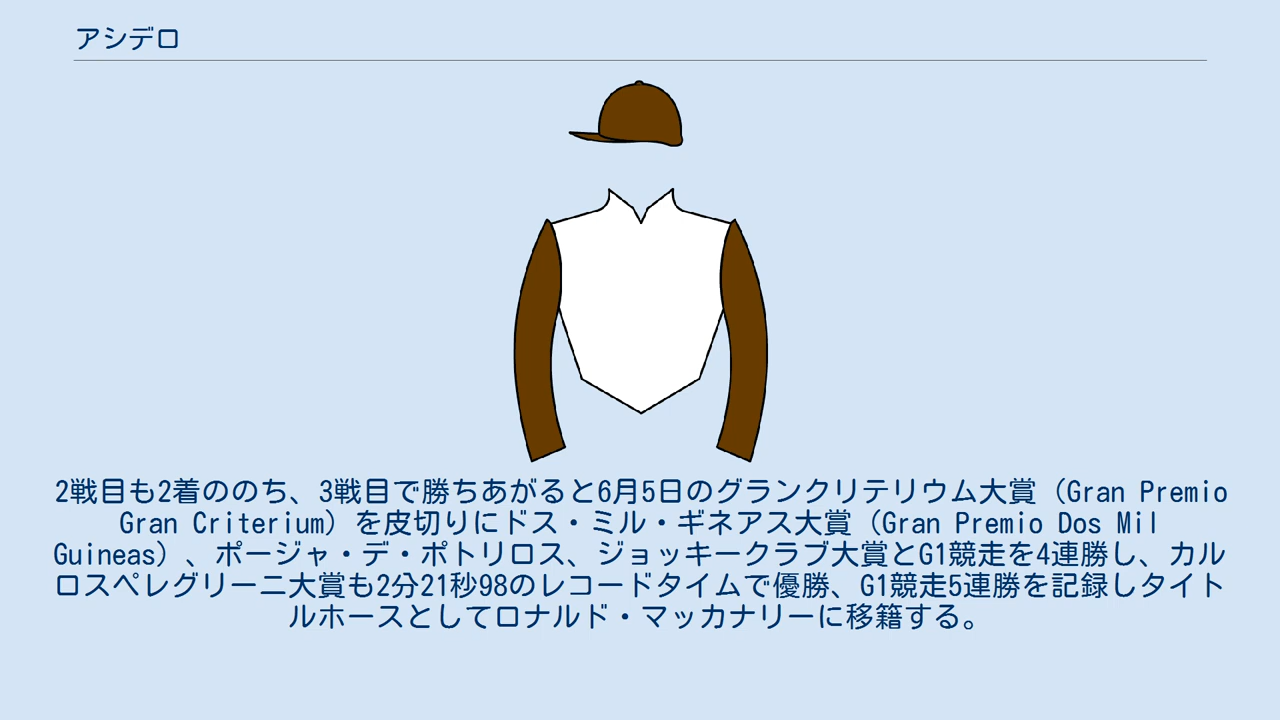 アシデロ
2戦目も2着ののち、3戦目で勝ちあがると6月5日のグランクリテリウム大賞（Gran Premio
Gran Criterium）を皮切りにドス・ミル・ギネアス大賞（Gran Premio Dos Mil
Guineas）、ポージャ・デ・ポトリロス、ジョッキークラブ大賞とG1競走を4連勝し、カル
ロスペレグリーニ大賞も2分21秒98のレコードタイムで優勝、G1競走5連勝を記録しタイト
ルホースとしてロナルド・マッカナリーに移籍する。